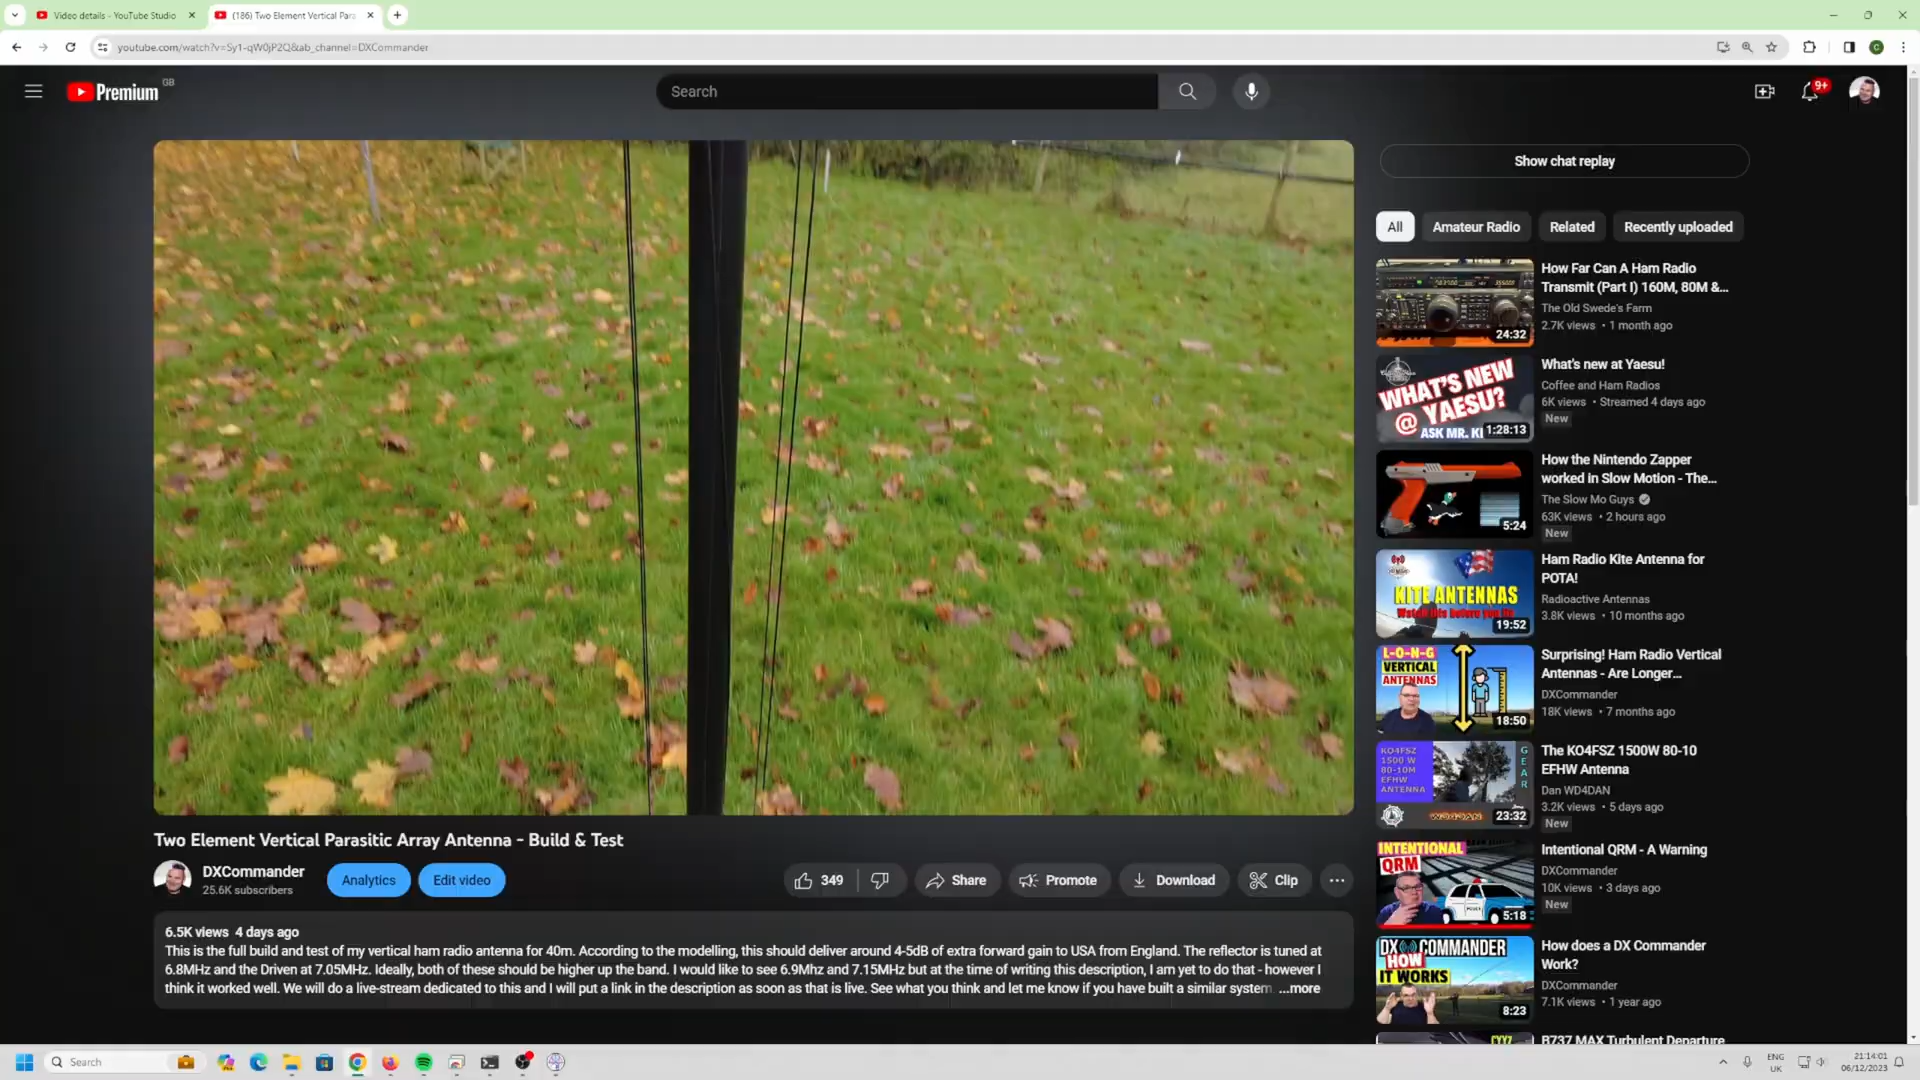 Video details - YouTube Studio
(186) Two Element Vertical Para
youtube.com/watch?v=Sy1-qW0jP2Q&ab_channel=DXCommander
Premium
GB
Search
9+
Show chat replay
All
Amateur Radio
Related
Recently uploaded
How Far Can A Ham Radio
Transmit (Part I) 160M, 80M &...
The Old Swede's Farm
2.7K views • 1 month ago
24:32
WHAT'S NEW
@ YAESU?
ASK MR.
1:28:13
What's new at Yaesu!
Coffee and Ham Radios
6K views • Streamed 4 days ago
New
5:24
How the Nintendo Zapper
worked in Slow Motion - The...
The Slow Mo Guys
63K views • 2 hours ago
New
KITE ANTENNAS
19:52
Ham Radio Kite Antenna for
POTA!
Radioactive Antennas
3.8K views • 10 months ago
L-O-N-G
VERTICAL
ANTENNAS
18:50
Surprising! Ham Radio Vertical
Antennas - Are Longer...
DXCommander
18K views • 7 months ago
KO4FSZ
1500 W
80-10M
EFHW
ANTENNA
GEAR
WD4DAN
23:32
The KO4FSZ 1500W 80-10
EFHW Antenna
Dan WD4DAN
3.2K views • 5 days ago
New
INTENTIONAL
QRM
POLICE
5:18
Intentional QRM - A Warning
DXCommander
10K views • 3 days ago
New
DX COMMANDER
HOW
IT WORKS
8:23
How does a DX Commander
Work?
DXCommander
7.1K views • 1 year ago
B737 MAX Turbulent Departure
Two Element Vertical Parasitic Array Antenna - Build & Test
DXCommander
25.6K subscribers
Analytics
Edit video
349
Share
Promote
Download
Clip
6.5K views 4 days ago
This is the full build and test of my vertical ham radio antenna for 40m. According to the modelling, this should deliver around 4-5dB of extra forward gain to USA from England. The reflector is tuned at
6.8MHz and the Driven at 7.05MHz. Ideally, both of these should be higher up the band. I would like to see 6.9Mhz and 7.15MHz but at the time of writing this description, I am yet to do that - however I
think it worked well. We will do a live-stream dedicated to this and I will put a link in the description as soon as that is live. See what you think and let me know if you have built a similar system. ...more
Search
ENG
UK
21:14:01
06/12/2023